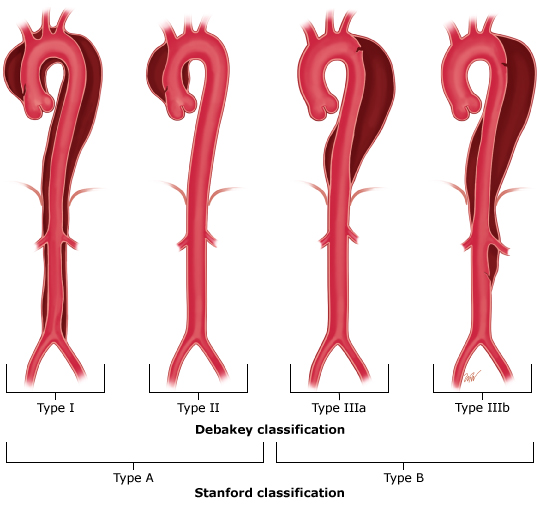 Type I
Type II
Type IIIa
Type IIIb
Debakey classification
Type A
Type B
Stanford classification